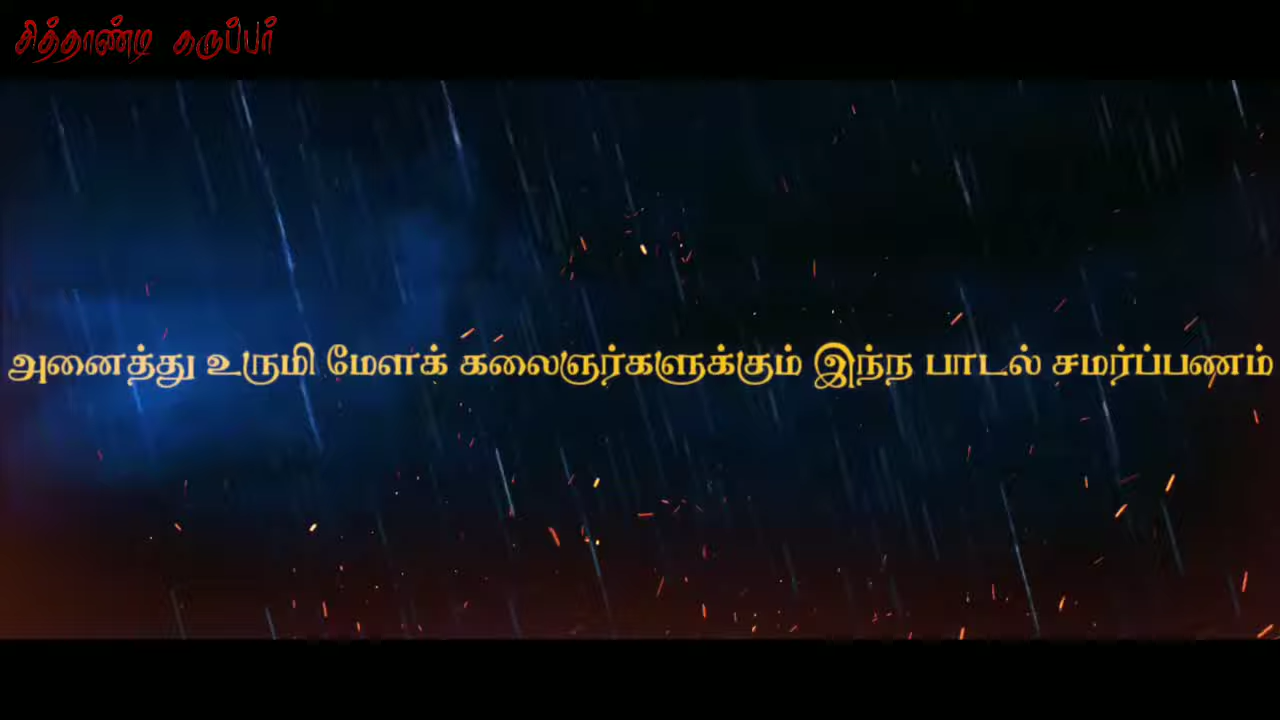 சித்தாண்டி கருப்பர்
அனைத்து உருமி மேளக் கலைஞர்களுக்கும் இந்ந பாடல் சமர்ப்பணம்